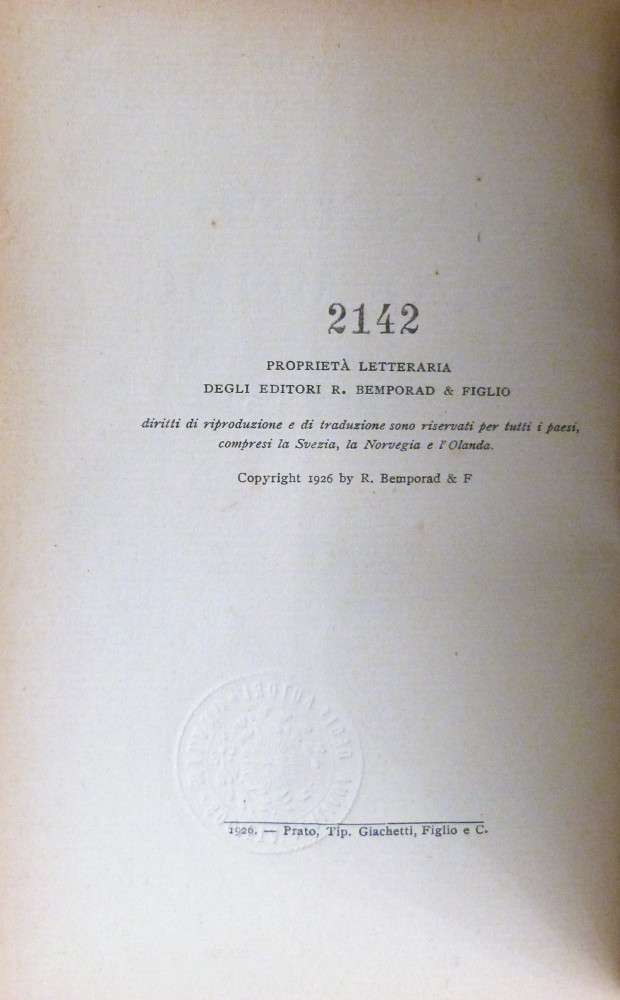 2142
PROPRIETÀ LETTERARIA
DEGLI EDITORI R. BEMPORAD & FIGLIO
diritti di riproduzione e di traduzione sono riservati per tutti i paesi,
compresi la Svezia, la Norvegia e l'Olanda.
Copyright 1926 by R. Bemporad & F
1926. — Prato, Tip. Giachetti, Figlio e C.